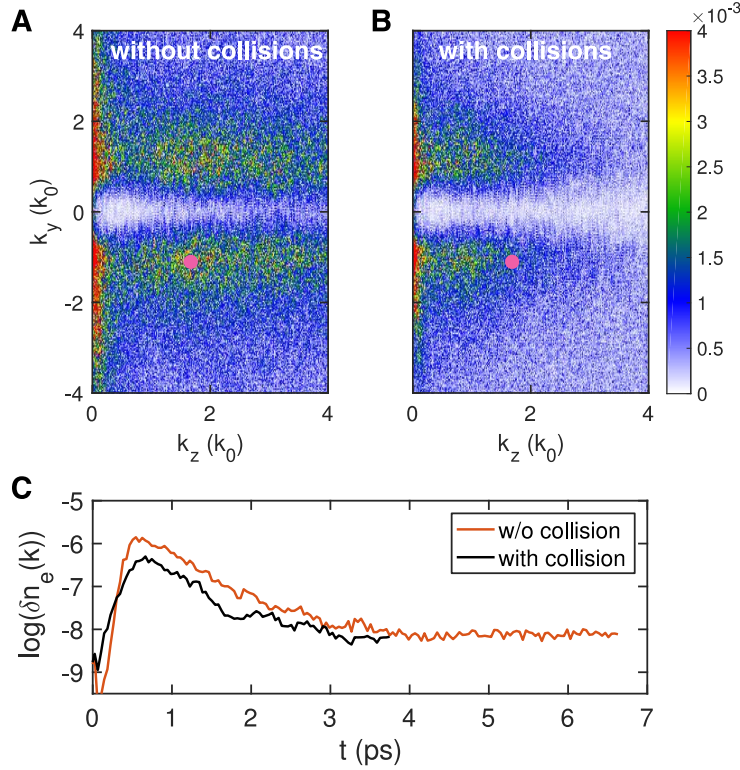 A
B
without collisions
with collisions
×10⁻³
4
2
0
-2
-4
k_y (k_0)
0
2
4
k_z (k_0)
0
2
4
k_z (k_0)
4
3.5
3
2.5
2
1.5
1
0.5
0
C
-5
-6
-7
-8
-9
log(δn_e(k))
w/o collision
with collision
0
1
2
3
4
5
6
7
t (ps)